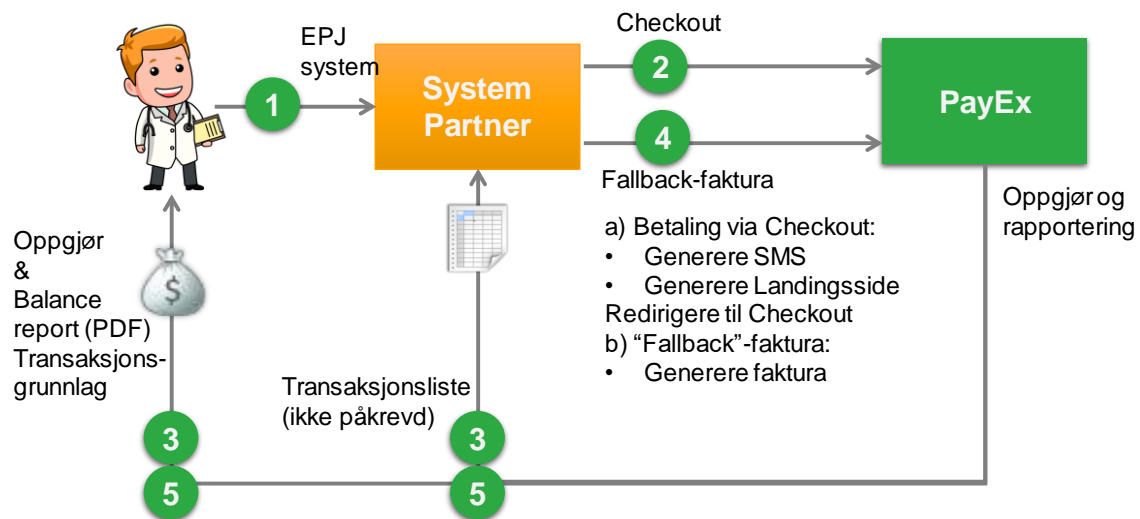 Checkout
EPJ
system
1
System
Partner
2
4
PayEx
Fallback-faktura
a) Betaling via Checkout:
• Generere SMS
• Generere Landingsside
Redirigere til Checkout
b) “Fallback”-faktura:
• Generere faktura
Oppgjør og
rapportering
Oppgjør
&
Balance
report (PDF)
Transaksjons-
grunnlag
$
Transaksjonsliste
(ikke påkrevd)
3
3
5
5